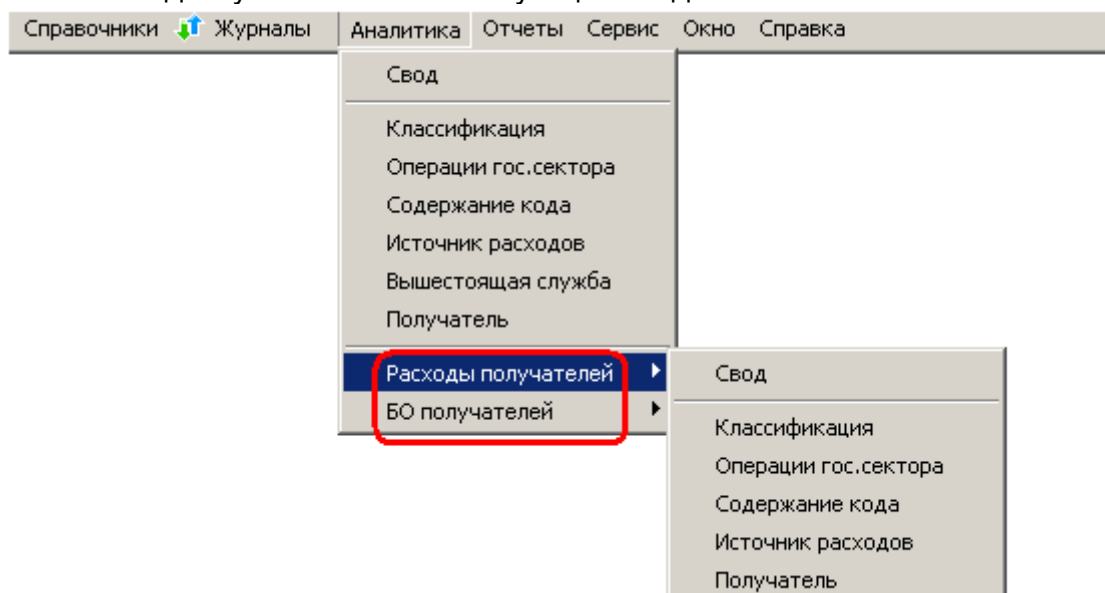 Справочники Журналы Аналитика Отчеты Сервис Окно Справка
Свод
Классификация
Операции гос.сектора
Содержание кода
Источник расходов
Вышестоящая служба
Получатель
Расходы получателей
БО получателей
Свод
Классификация
Операции гос.сектора
Содержание кода
Источник расходов
Получатель